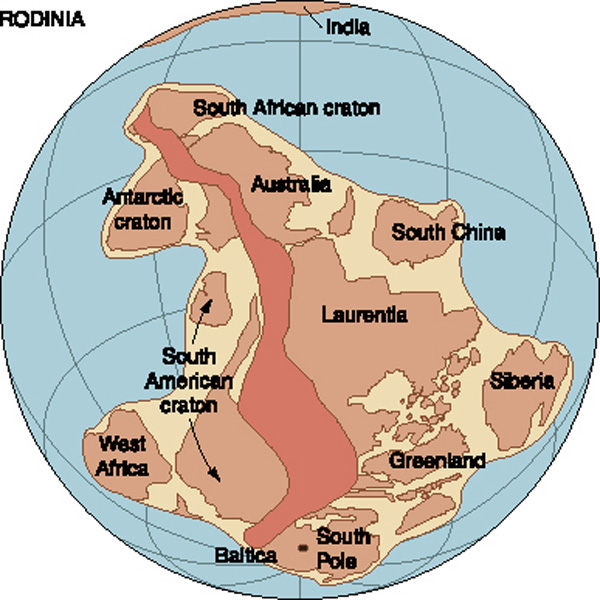 RODINIA
India
South African craton
Australia
Antarctic
craton
South China
Laurentia
South
American
craton
Siberia
West
Africa
Greenland
South
Pole
Baltica